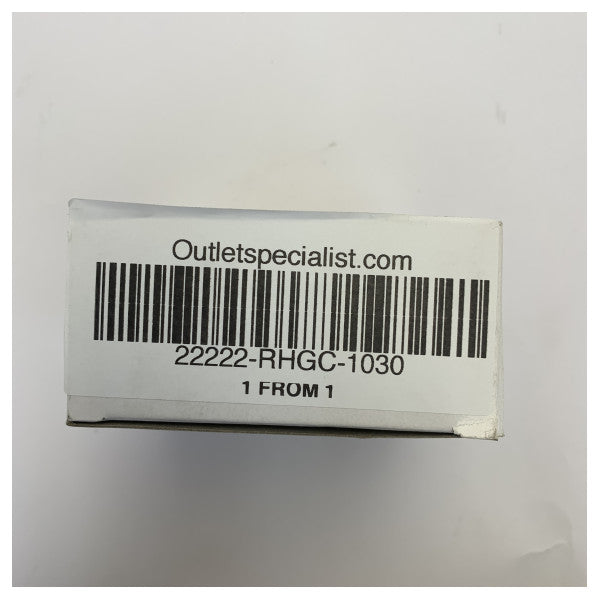 Outletspecialist.com
22222-RHGC-1030
1 FROM 1